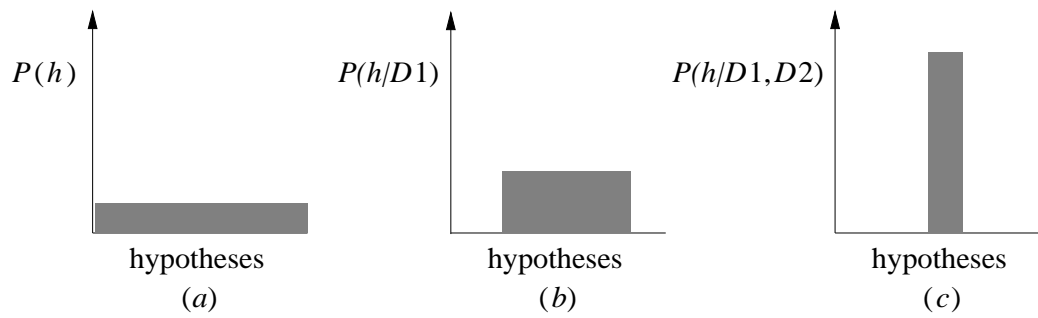 P(h)
hypotheses
(a)
P(h/D1)
hypotheses
(b)
P(h/D1,D2)
hypotheses
(c)